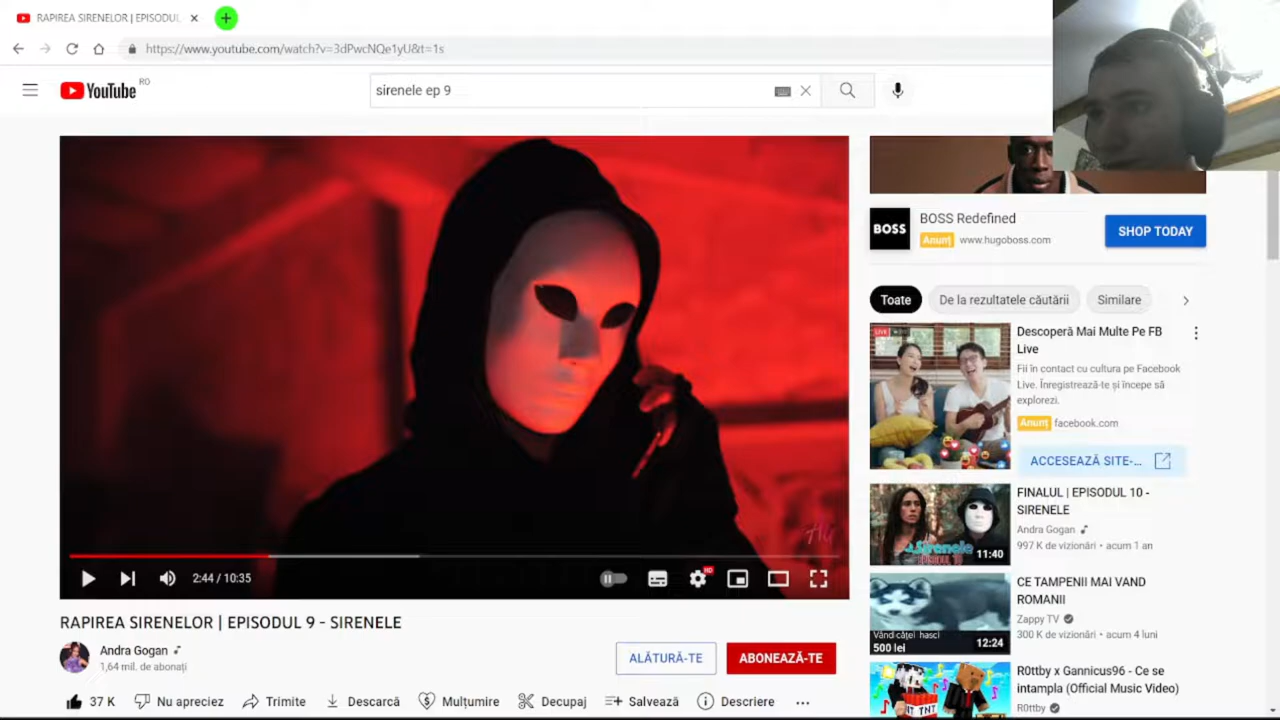 RAPIREA SIRENELOR | EPISODUL
https://www.youtube.com/watch?v=3dPwcNQe1yU&t=1s
YouTube RO
sirenele ep 9
BOSS
BOSS Redefined
Anunț www.hugoboss.com
SHOP TODAY
Toate
De la rezultatele căutării
Similare
LIVE
Descoperă Mai Multe Pe FB
Live
Fii în contact cu cultura pe Facebook
Live. Înregistrează-te și începe să
explorezi.
Anunț facebook.com
ACCESEAZĂ SITE-...
Sirenele
EPISODUL 10
11:40
FINALUL | EPISODUL 10 -
SIRENELE
Andra Gogan
997 K de vizionări • acum 1 an
Vând căței hasci
500 lei
12:24
CE TAMPENII MAI VAND
ROMANII
Zappy TV
300 K de vizionări • acum 4 luni
TNT
R0ttby x Gannicus96 - Ce se
intampla (Official Music Video)
R0ttby
2:44 / 10:35
HD
RAPIREA SIRENELOR | EPISODUL 9 - SIRENELE
Andra Gogan
1,64 mil. de abonați
ALĂTURĂ-TE
ABONEAZĂ-TE
37 K
Nu apreciez
Trimite
Descarcă
Mulțumire
Decupaj
Salvează
Descriere